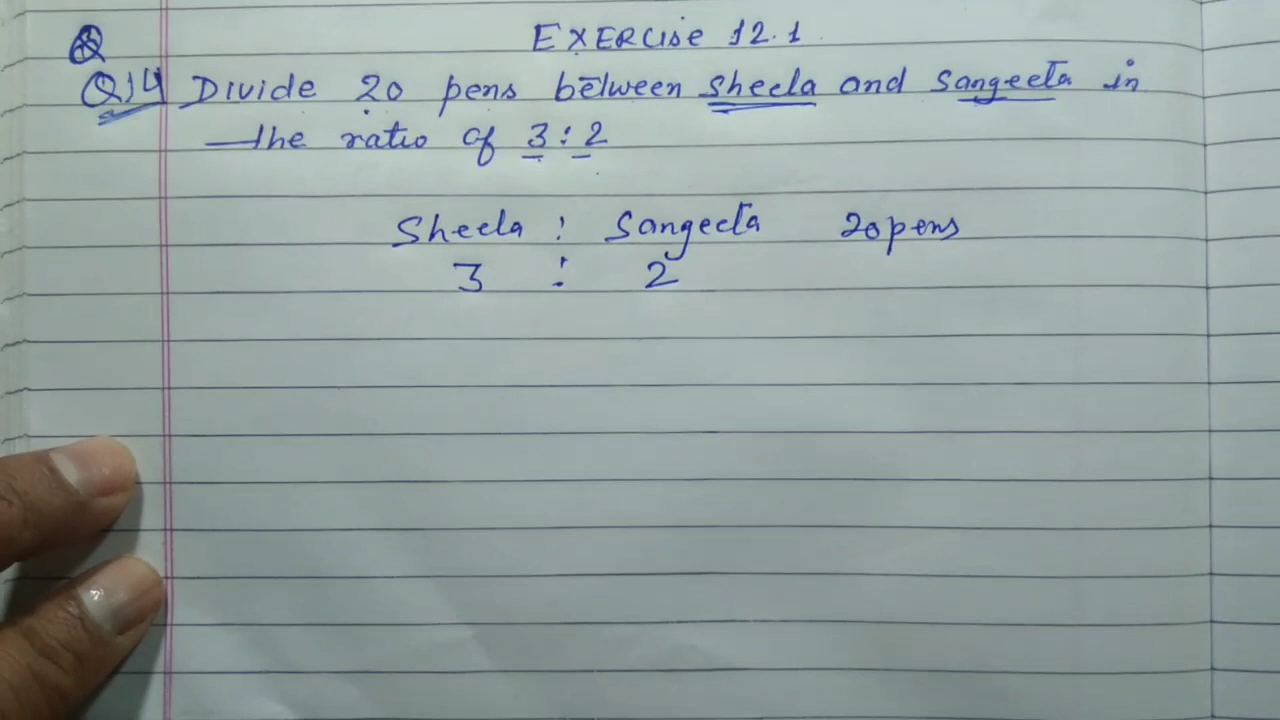 Exercise 12.1
Q14 Divide 20 pens between Sheela and Sangeeta in
the ratio of 3:2
Sheela : Sangeeta 20pens
3 : 2